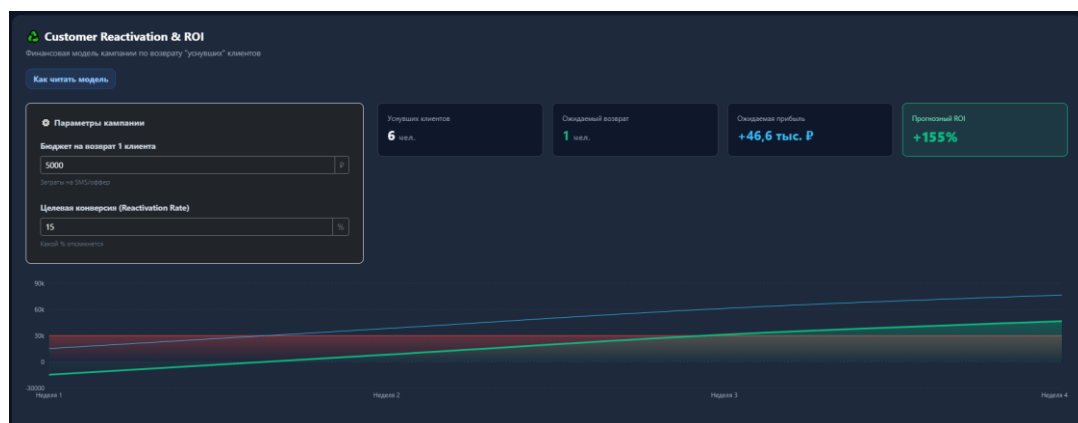 Customer Reactivation & ROI
Финансовая модель кампании по возврату "уснувших" клиентов
Как читать модель
Параметры кампании
Бюджет на возврат 1 клиента
5000 ₽
Затраты на SMS/оффер
Целевая конверсия (Reactivation Rate)
15 %
Какой % откликнется
Уснувших клиентов
6 чел.
Ожидаемый возврат
1 чел.
Ожидаемая прибыль
+46,6 тыс. ₽
Прогнозный ROI
+155%
90k
60k
30k
0
-30000
Неделя 1
Неделя 2
Неделя 3
Неделя 4